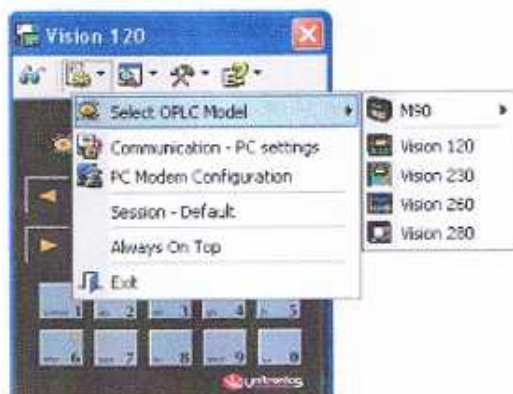 Vision 120
Select OPLC Model
Communication - PC settings
PC Modem Configuration
Session - Default
Always On Top
Exit
M90
Vision 120
Vision 230
Vision 260
Vision 280
1 2 3 4 5
6 7 8 9 0
unitronics